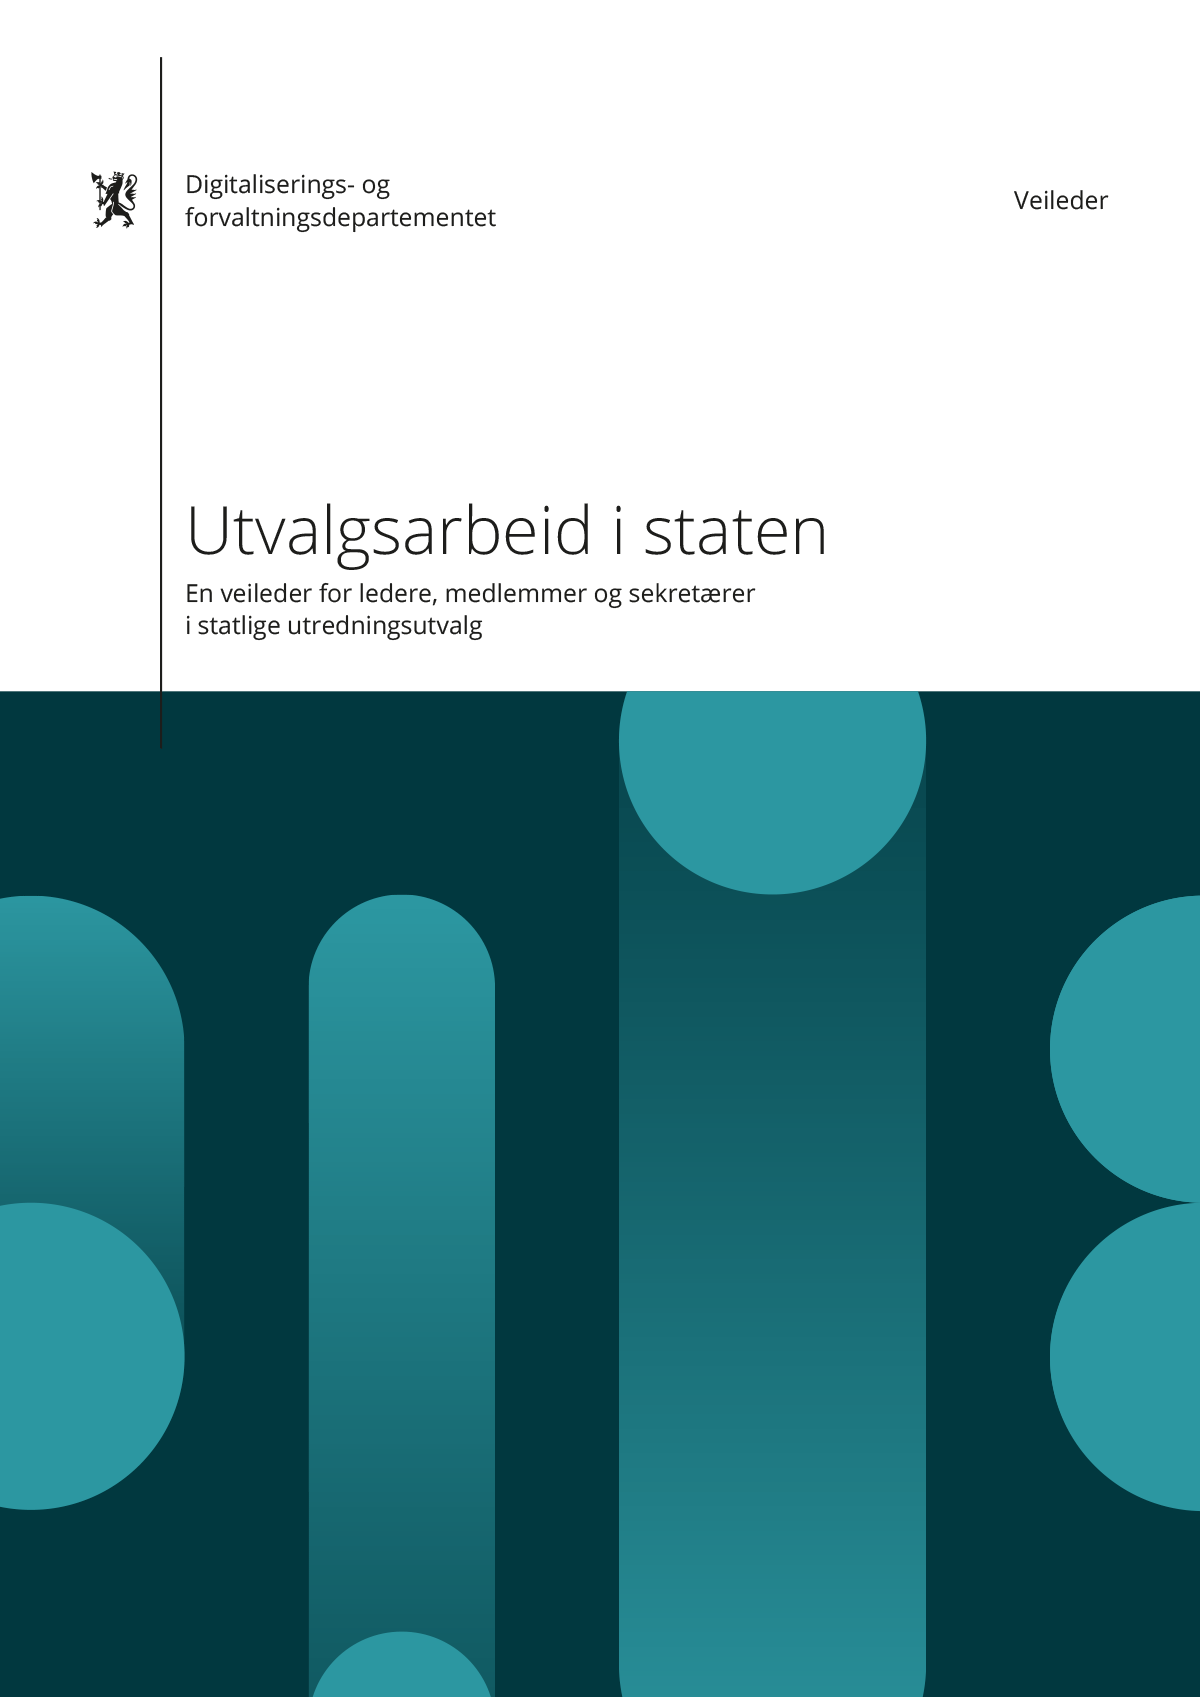 Digitaliserings- og
forvaltningsdepartementet
Veileder
Utvalgsarbeid i staten
En veileder for ledere, medlemmer og sekretærer
i statlige utredningsutvalg